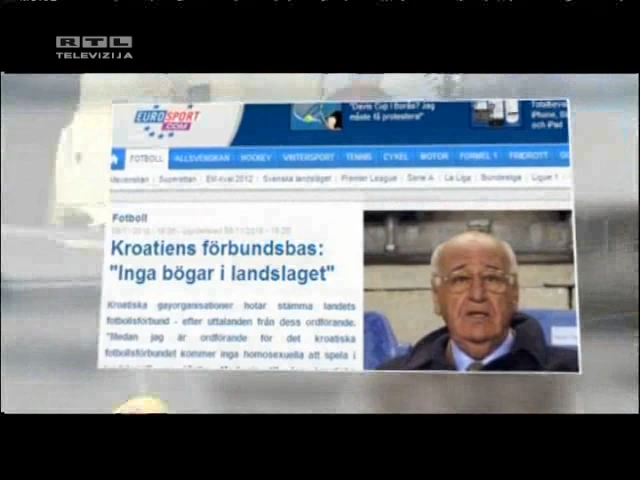 RTL
TELEVIZIJA
EUROSPORT
.COM
"Davis Cup i Borås? Jag
måste få protestera"
iPhone, S
och iPad
FOTBOLL ALLSVENSKAN HOCKEY VINTERSPORT TENNIS CYKEL MOTOR FORMEL 1 FRIIDROTT
Superettan EM-kval 2012 Svenska landslaget Premier League Serie A La Liga Bundesliga Ligue 1
Fotboll
Kroatiens förbundsbas:
"Inga bögar i landslaget"
Kroatiska gayorganisationer hotar stämma landets
fotbollsförbund - efter uttalanden från dess ordförande.
"Medan jag är ordförande för det kroatiska
fotbollsförbundet kommer inga homosexuella att spela i